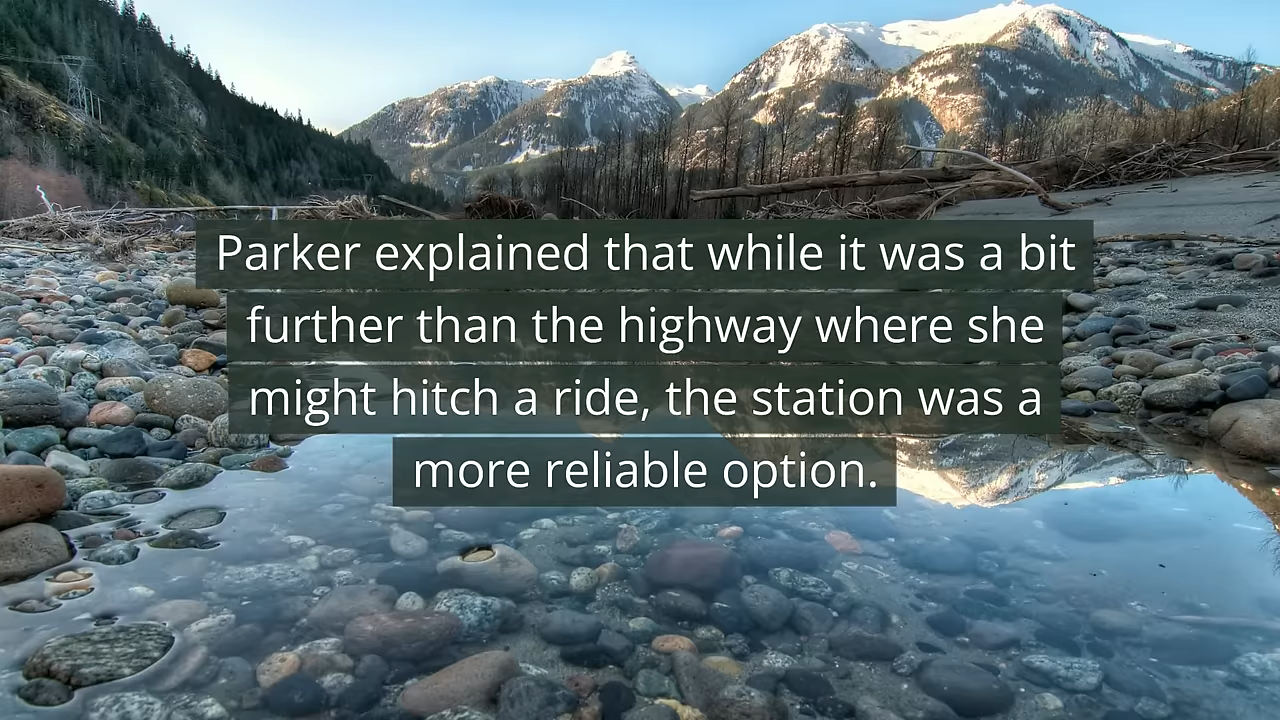 Parker explained that while it was a bit
further than the highway where she
might hitch a ride, the station was a
more reliable option.